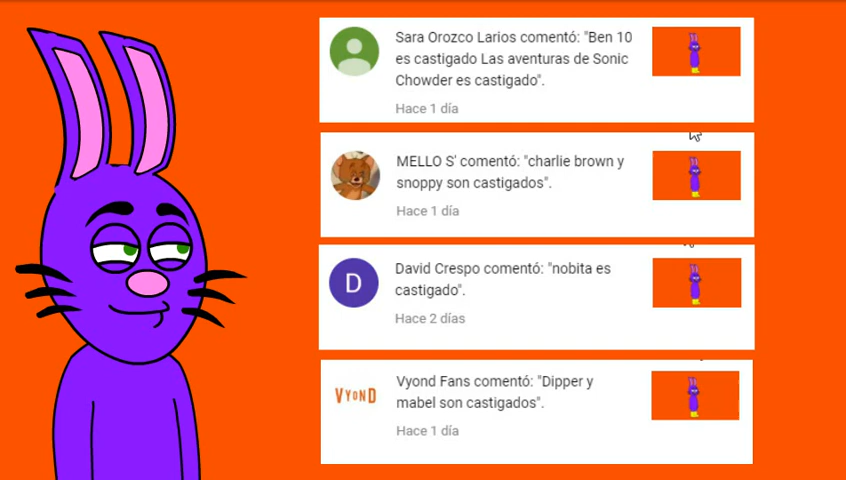 Sara Orozco Larios comentó: "Ben 10
es castigado Las aventuras de Sonic
Chowder es castigado".
Hace 1 día
MELLO S' comentó: "charlie brown y
snoppy son castigados".
Hace 1 día
D
David Crespo comentó: "nobita es
castigado".
Hace 2 días
VYOND
Vyond Fans comentó: "Dipper y
mabel son castigados".
Hace 1 día